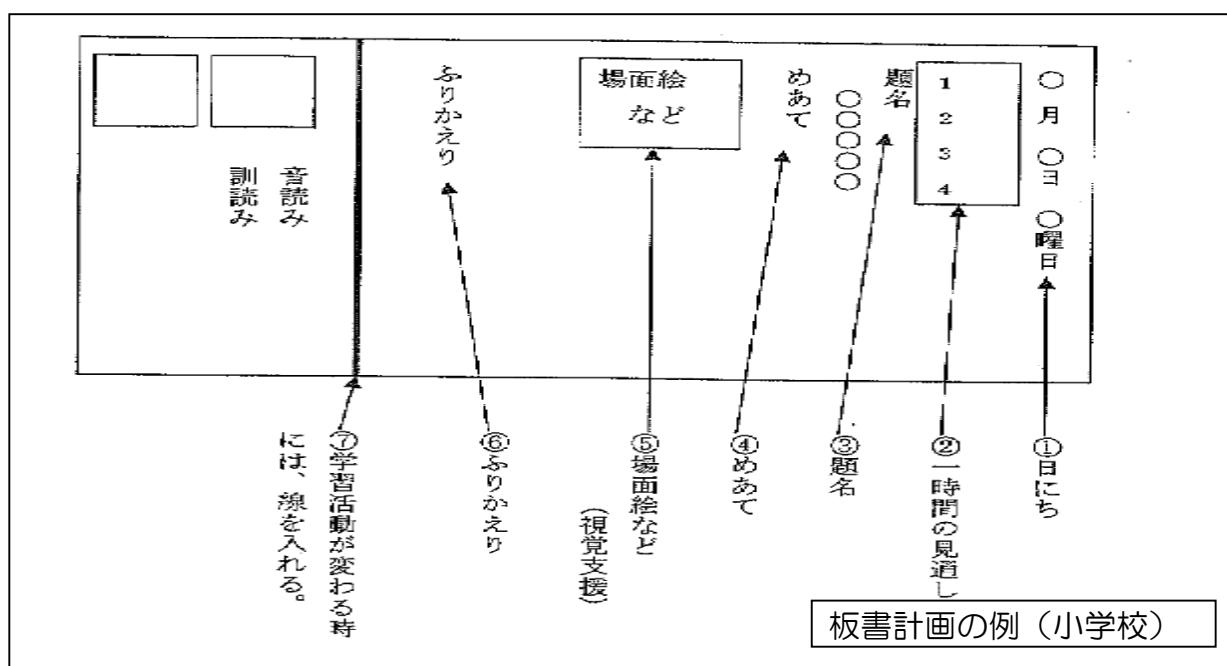 ○月○日○曜日
1
2
3
4
題名
○○○○○
めあて
場面絵
など
ふりかえり
音読み
訓読み
①日にち
②一時間の見通し
③題名
④めあて
⑤場面絵など
(視覚支援)
⑥ふりかえり
⑦学習活動が変わる時
には、線を入れる。
板書計画の例(小学校)